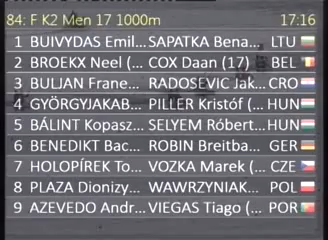 84: F K2 Men 17 1000m 17:16
1 BUIVYDAS Emil... SAPATKA Bena... LTU
2 BROEKX Neel (... COX Daan (17) BEL
3 BULJAN Frane... RADOSEVIC Jak... CRO
4 GYÖRGYJAKAB... PILLER Kristóf (... HUN
5 BÁLINT Kopasz... SELYEM Róbert... HUN
6 BENEDIKT Bac... ROBIN Breitba... GER
7 HOLOPÍREK To... VOZKA Marek (... CZE
8 PLAZA Dionizy... WAWRZYNIAK... POL
9 AZEVEDO Andr... VIEGAS Tiago (... POR